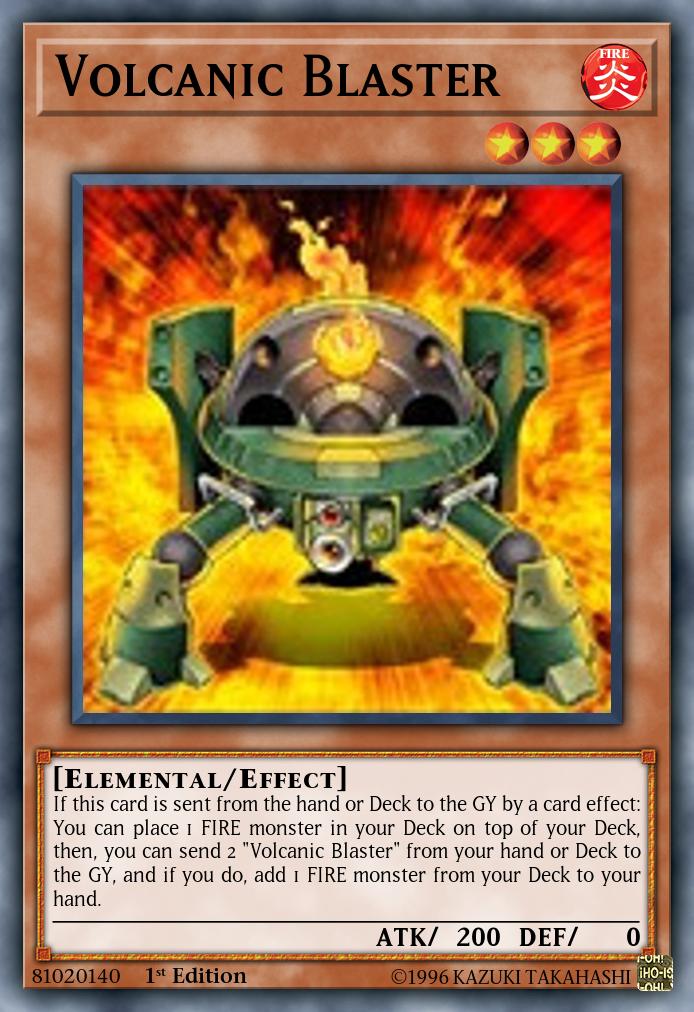 Volcanic Blaster
FIRE
炎
[Elemental/Effect]
If this card is sent from the hand or Deck to the GY by a card effect:
You can place 1 FIRE monster in your Deck on top of your Deck,
then, you can send 2 "Volcanic Blaster" from your hand or Deck to
the GY, and if you do, add 1 FIRE monster from your Deck to your
hand.
ATK/ 200 DEF/ 0
81020140 1st Edition ©1996 KAZUKI TAKAHASHI